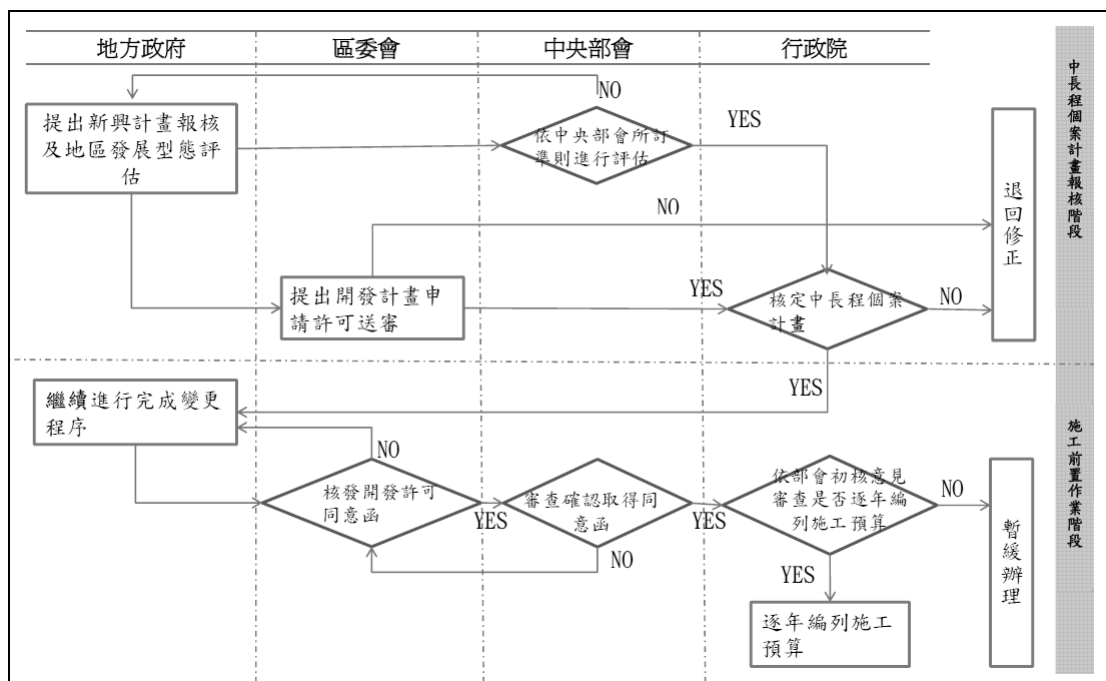 地方政府
區委會
中央部會
行政院
中長程個案計畫報核階段
NO
YES
提出新興計畫報核
及地區發展型態評
估
依中央部會所訂
準則進行評估
退回修正
NO
提出開發計畫申
請許可送審
YES
核定中長程個案
計畫
NO
YES
施工前置作業階段
繼續進行完成變更
程序
NO
核發開發許可
同意函
YES
審查確認取得同
意函
YES
依部會初核意見
審查是否逐年編
列施工預算
NO
暫緩辦理
NO
YES
逐年編列施工
預算